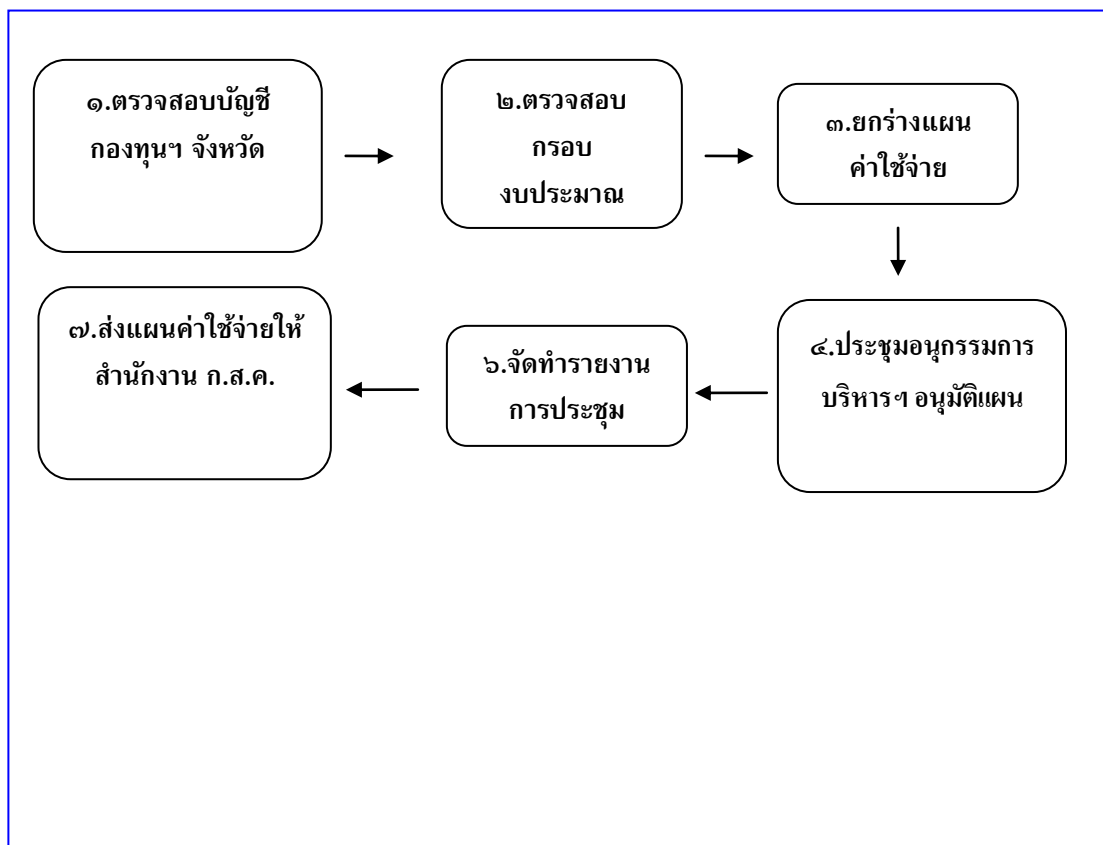 ๑.ตรวจสอบบัญชี
กองทุนฯ จังหวัด
๒.ตรวจสอบ
กรอบ
งบประมาณ
๓.ยกร่างแผน
ค่าใช้จ่าย
๔.ประชุมอนุกรรมการ
บริหารฯ อนุมัติแผน
๖.จัดทำรายงาน
การประชุม
๗.ส่งแผนค่าใช้จ่ายให้
สำนักงาน ก.ส.ค.